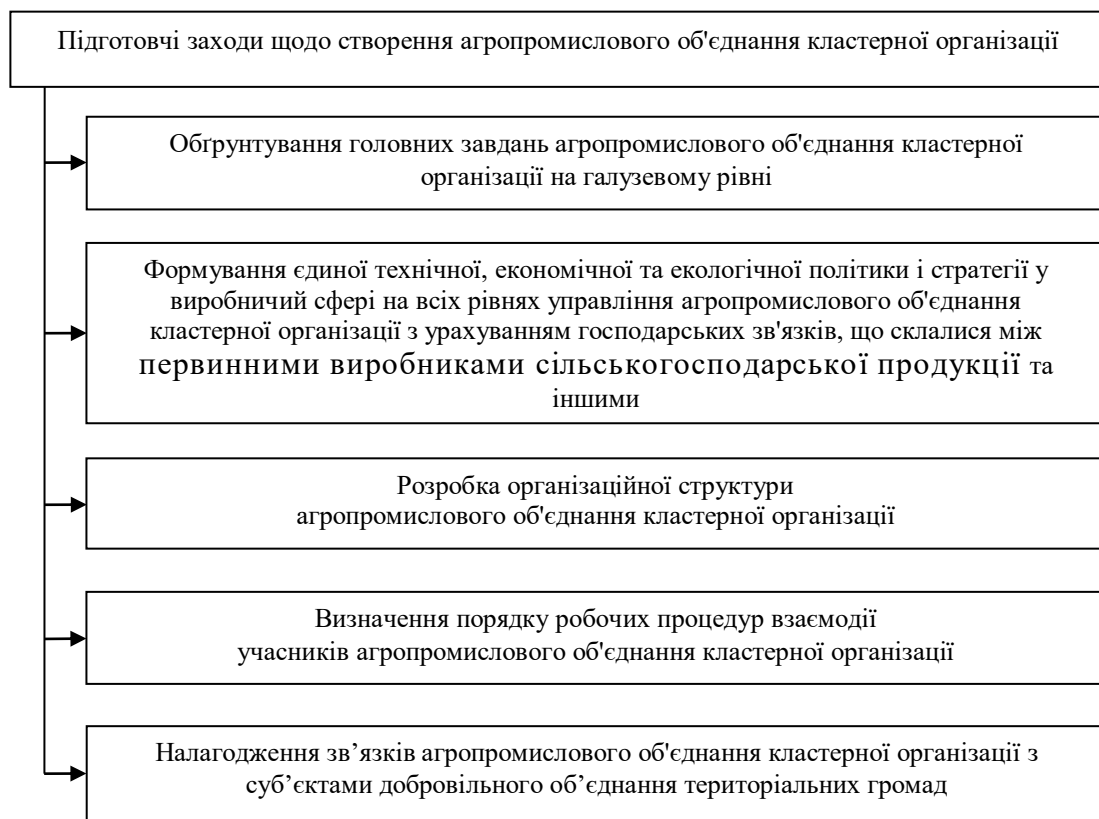 Підготовчі заходи щодо створення агропромислового об'єднання кластерної організації
Обґрунтування головних завдань агропромислового об'єднання кластерної
організації на галузевому рівні
Формування єдиної технічної, економічної та екологічної політики і стратегії у
виробничий сфері на всіх рівнях управління агропромислового об'єднання
кластерної організації з урахуванням господарських зв'язків, що склалися між
первинними виробниками сільськогосподарської продукції та
іншими
Розробка організаційної структури
агропромислового об'єднання кластерної організації
Визначення порядку робочих процедур взаємодії
учасників агропромислового об'єднання кластерної організації
Налагодження зв’язків агропромислового об'єднання кластерної організації з
суб’єктами добровільного об’єднання територіальних громад